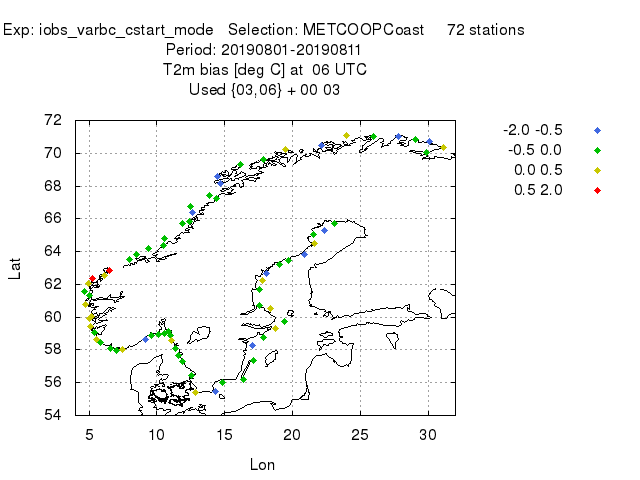 Exp: iobs_varbc_cstart_mode Selection: METCOOPCoast 72 stations
Period: 20190801-20190811
T2m bias [deg C] at 06 UTC
Used {03,06} + 00 03
72
70
68
66
64
62
60
58
56
54
5 10 15 20 25 30
Lat
Lon
-2.0 -0.5
-0.5 0.0
0.0 0.5
0.5 2.0